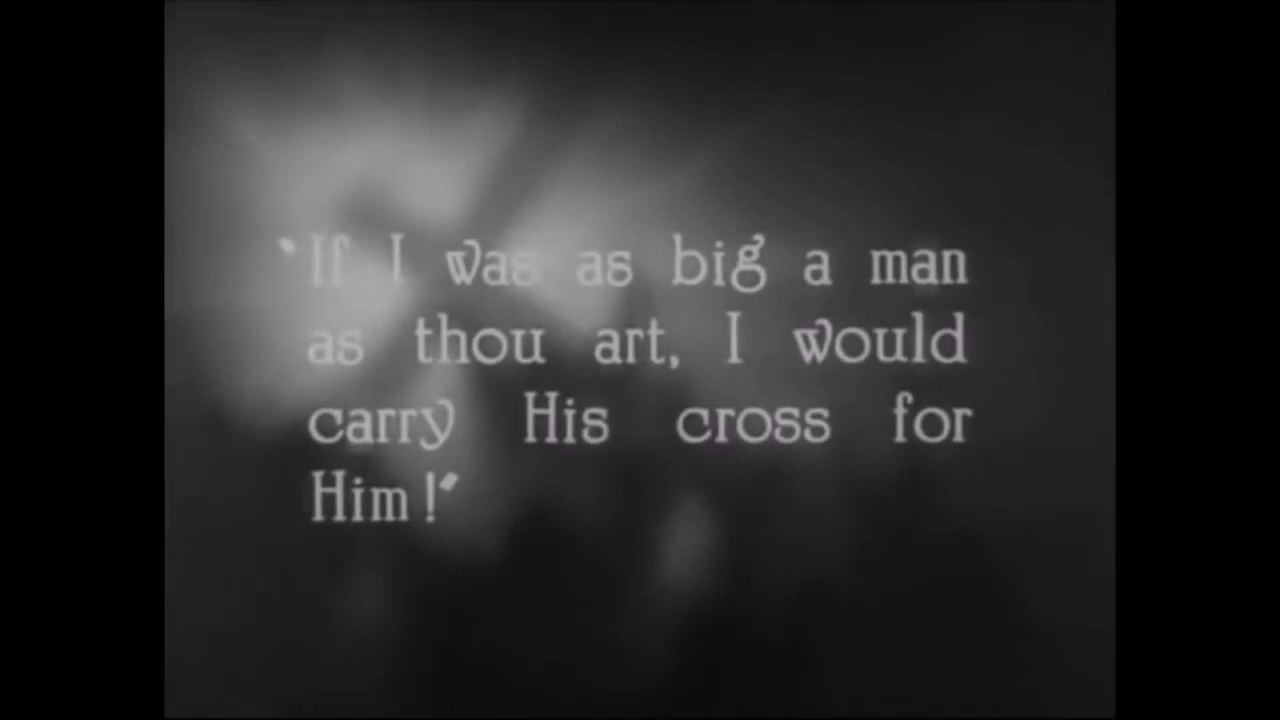 "If I was as big a man
as thou art, I would
carry His cross for
Him!"